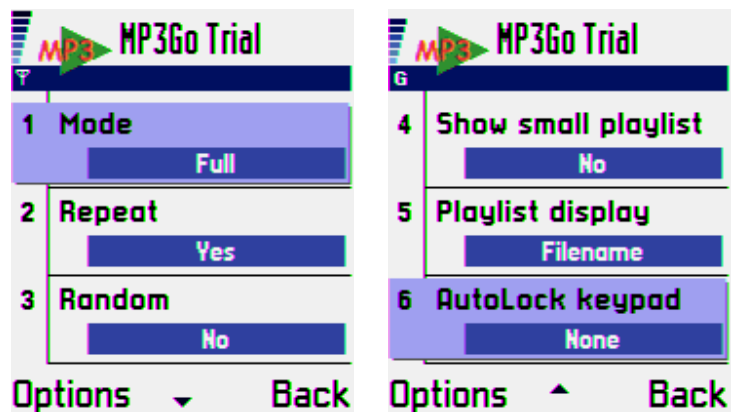 MP3 MP3Go Trial
1 Mode
Full
2 Repeat
Yes
3 Random
No
Options Back
MP3 MP3Go Trial
G
4 Show small playlist
No
5 Playlist display
Filename
6 AutoLock keypad
None
Options Back